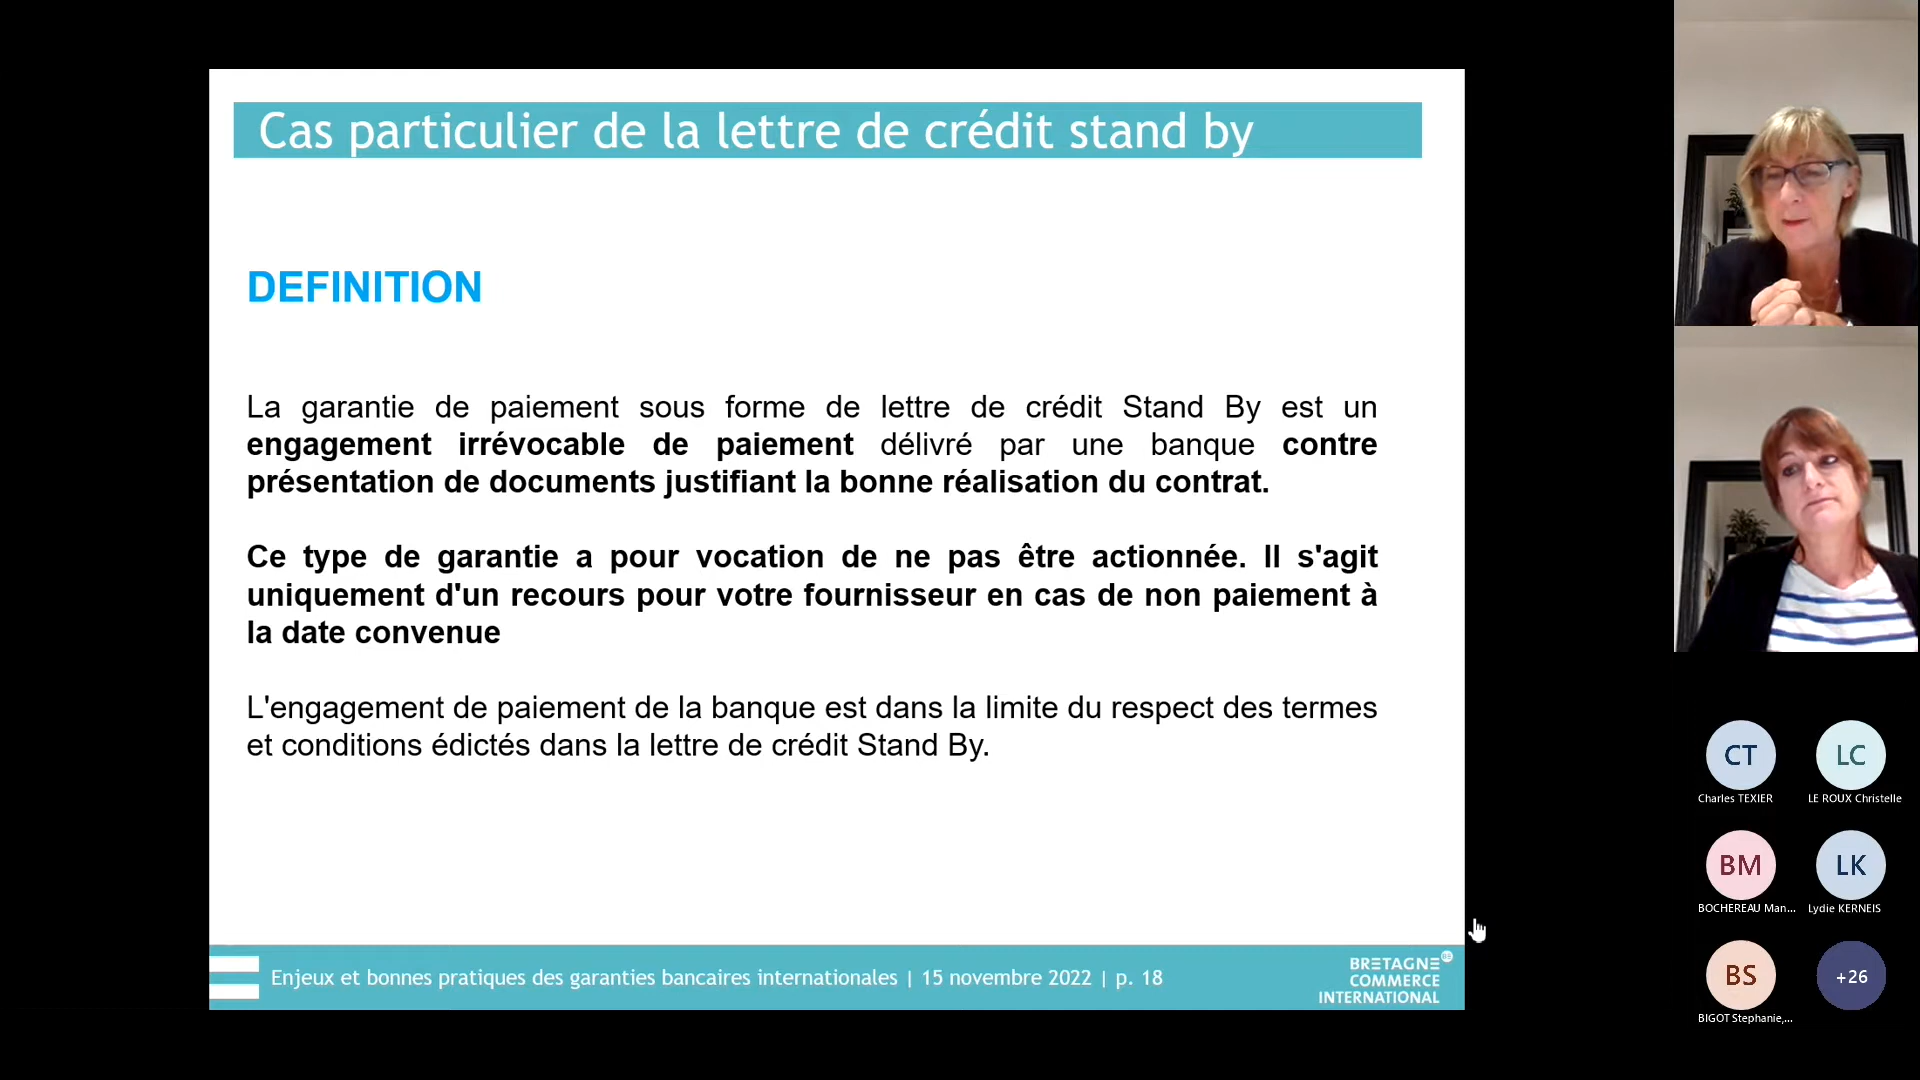 Cas particulier de la lettre de crédit stand by
DEFINITION
La garantie de paiement sous forme de lettre de crédit Stand By est un
engagement irrévocable de paiement délivré par une banque contre
présentation de documents justifiant la bonne réalisation du contrat.
Ce type de garantie a pour vocation de ne pas être actionnée. Il s'agit
uniquement d'un recours pour votre fournisseur en cas de non paiement à
la date convenue
L'engagement de paiement de la banque est dans la limite du respect des termes
et conditions édictés dans la lettre de crédit Stand By.
Enjeux et bonnes pratiques des garanties bancaires internationales | 15 novembre 2022 | p. 18
BRETAGNE
COMMERCE
INTERNATIONAL
CT
Charles TEXIER
LC
LE ROUX Christelle
BM
BOCHEREAU Man...
LK
Lydie KERNEIS
BS
BIGOT Stephanie,...
+26